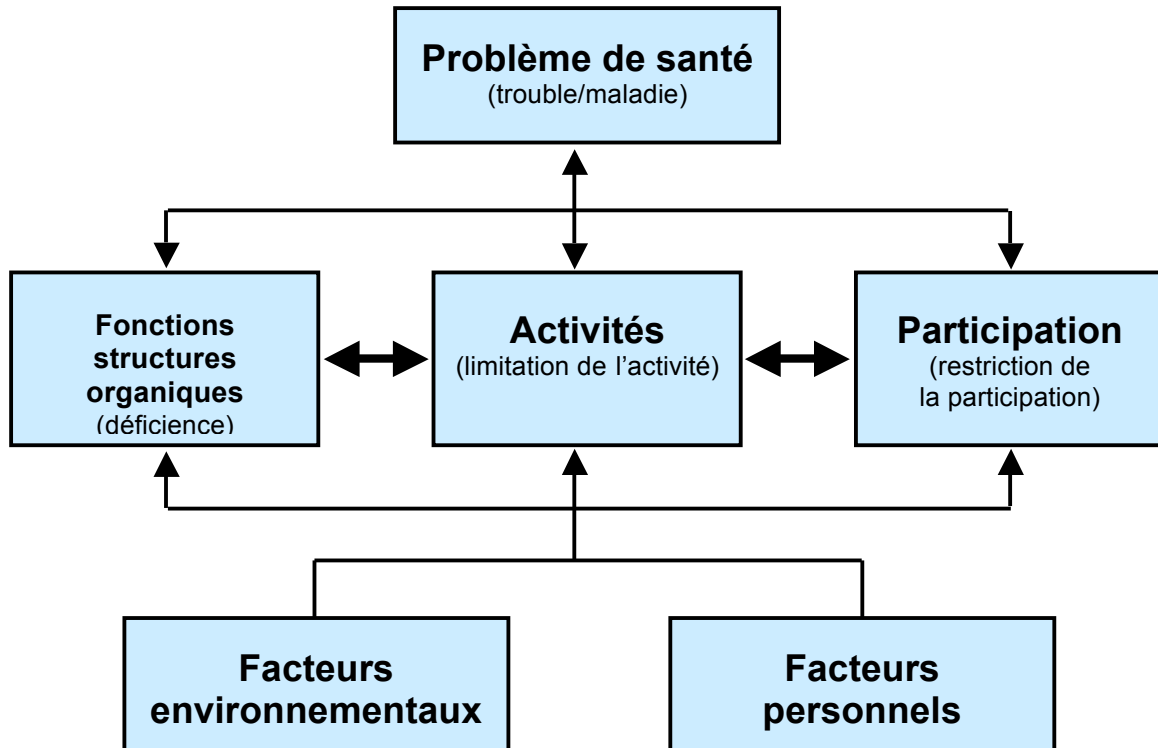 Problème de santé
(trouble/maladie)
Fonctions
structures
organiques
(déficience)
Activités
(limitation de l’activité)
Participation
(restriction de
la participation)
Facteurs
environnementaux
Facteurs
personnels